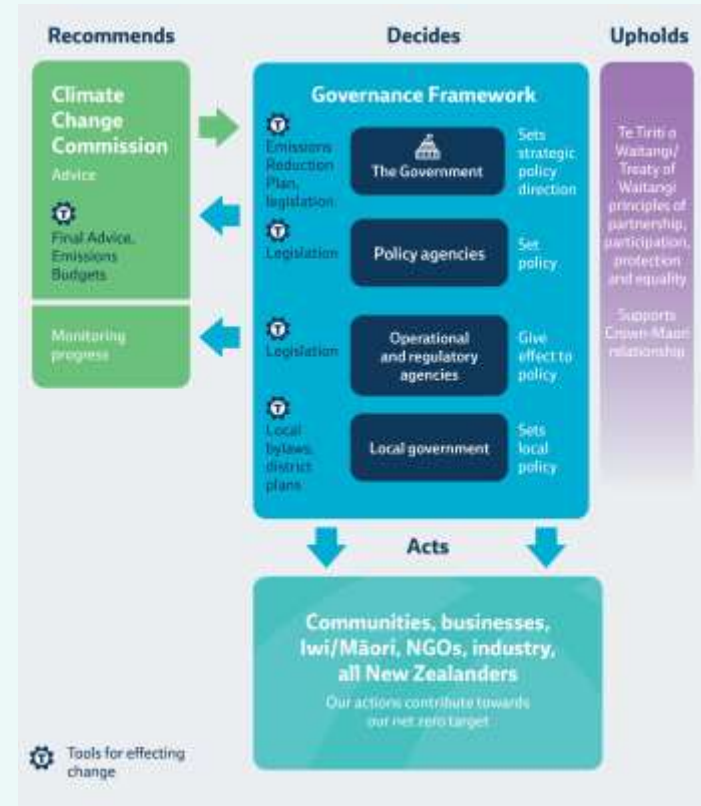 Recommends
Decides
Upholds
Climate
Change
Commission
Advice
Final Advice,
Emissions
Budgets
Monitoring
progress
Governance Framework
Emissions
Reduction
Plan,
legislation
The Government
Sets
strategic
policy
direction
Legislation
Policy agencies
Set
policy
Legislation
Operational
and regulatory
agencies
Give
effect to
policy
Local
bylaws,
district
plans
Local government
Sets
local
policy
Te Tiriti o
Waitangi/
Treaty of
Waitangi
principles of
partnership,
participation,
protection
and equality
Supports
Crown-Maori
relationship
Acts
Communities, businesses,
Iwi/Māori, NGOs, industry,
all New Zealanders
Our actions contribute towards
our net zero target
T Tools for effecting
change